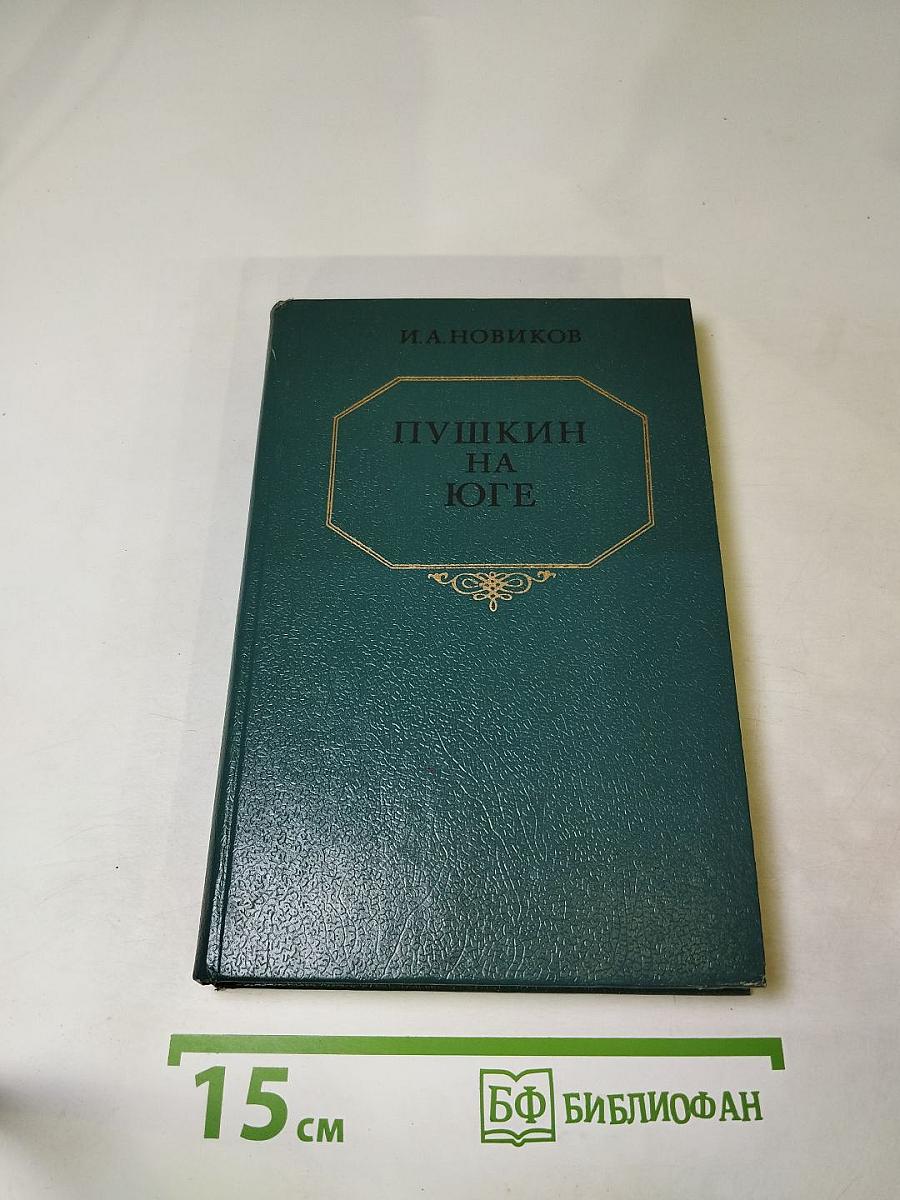 И.А.НОВИКОВ
ПУШКИН
НА
ЮГЕ
15 см
БФ БИБЛИОФАН